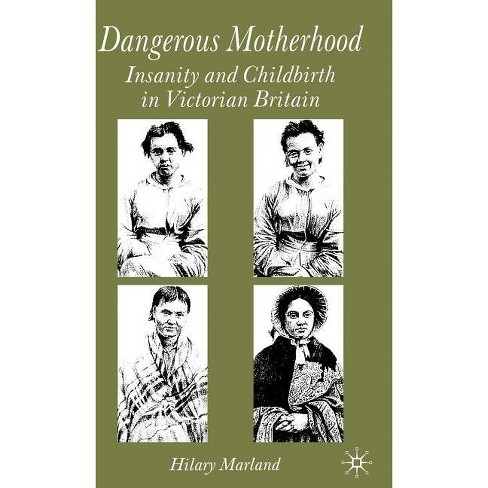 Dangerous Motherhood
Insanity and Childbirth
in Victorian Britain
Hilary Marland